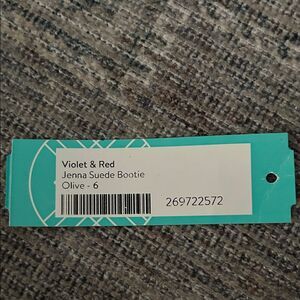 Violet & Red
Jenna Suede Bootie
Olive - 6
269722572